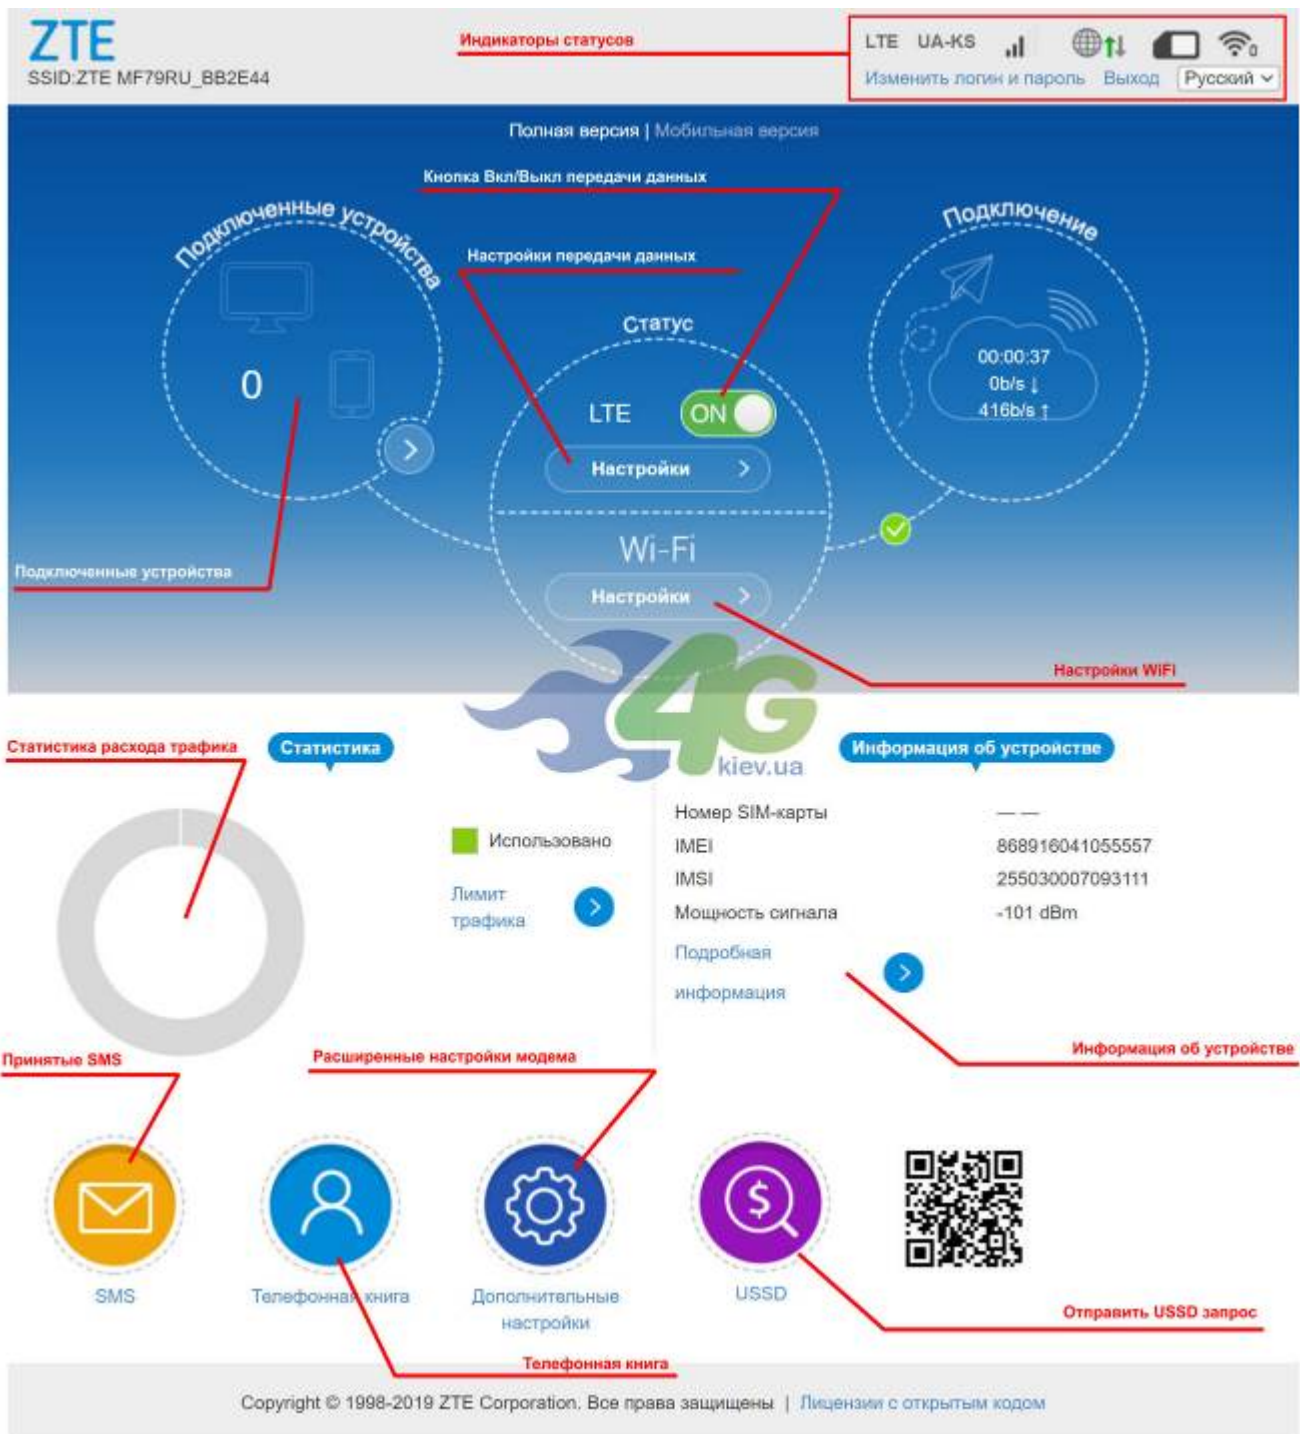 ZTE
SSID:ZTE MF79RU_BB2E44
Индикаторы статусов
LTE UA-KS
0
Изменить логин и пароль Выход Русский
Полная версия | Мобильная версия
Кнопка Вкл/Выкл передачи данных
Подключенные устройства
Подключение
Настройки передачи данных
Статус
00:00:37
0b/s ↓
416b/s ↑
0
LTE ON
Настройки
Wi-Fi
Подключенные устройства
Настройки
Настройки WiFi
4G
kiev.ua
Статистика расхода трафика
Статистика
Информация об устройстве
Номер SIM-карты — —
Использовано
IMEI 868916041055557
IMSI 255030007093111
Лимит
трафика
Мощность сигнала -101 dBm
Подробная
информация
Информация об устройстве
Принятые SMS
Расширенные настройки модема
$
SMS
Телефонная книга
Дополнительные
настройки
USSD
Отправить USSD запрос
Телефонная книга
Copyright © 1998-2019 ZTE Corporation. Все права защищены | Лицензии с открытым кодом